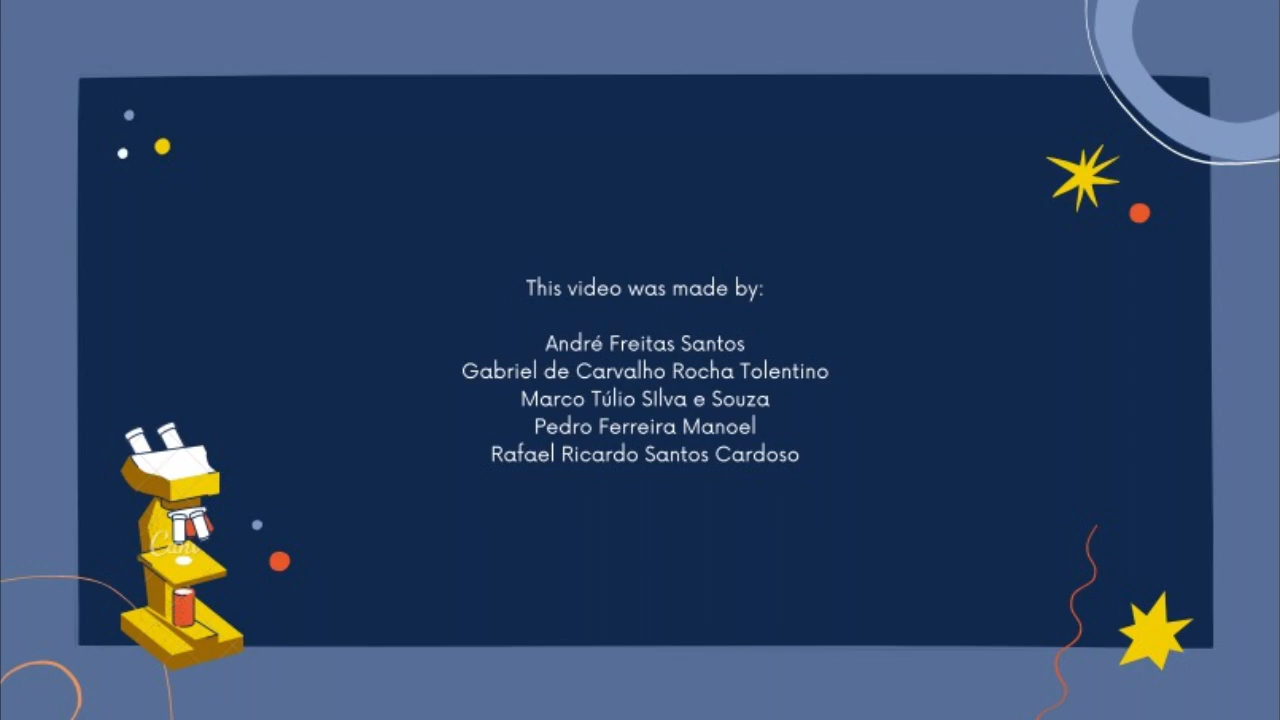 This video was made by:
André Freitas Santos
Gabriel de Carvalho Rocha Tolentino
Marco Túlio SIlva e Souza
Pedro Ferreira Manoel
Rafael Ricardo Santos Cardoso
Canva